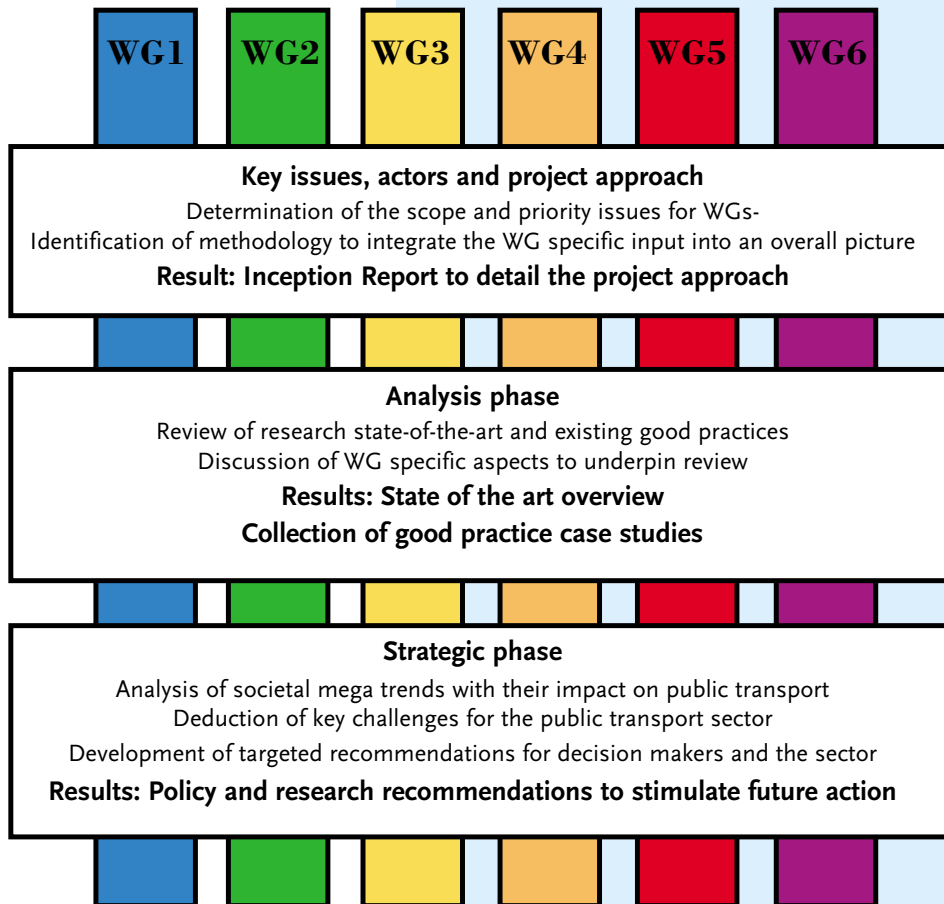 WG1 WG2 WG3 WG4 WG5 WG6
Key issues, actors and project approach
Determination of the scope and priority issues for WGs-
Identification of methodology to integrate the WG specific input into an overall picture
Result: Inception Report to detail the project approach
Analysis phase
Review of research state-of-the-art and existing good practices
Discussion of WG specific aspects to underpin review
Results: State of the art overview
Collection of good practice case studies
Strategic phase
Analysis of societal mega trends with their impact on public transport
Deduction of key challenges for the public transport sector
Development of targeted recommendations for decision makers and the sector
Results: Policy and research recommendations to stimulate future action